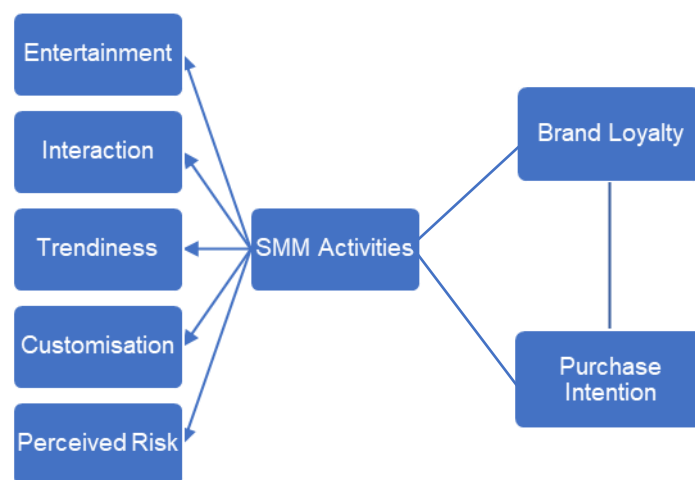 Entertainment
Interaction
Trendiness
Customisation
Perceived Risk
SMM Activities
Brand Loyalty
Purchase
Intention